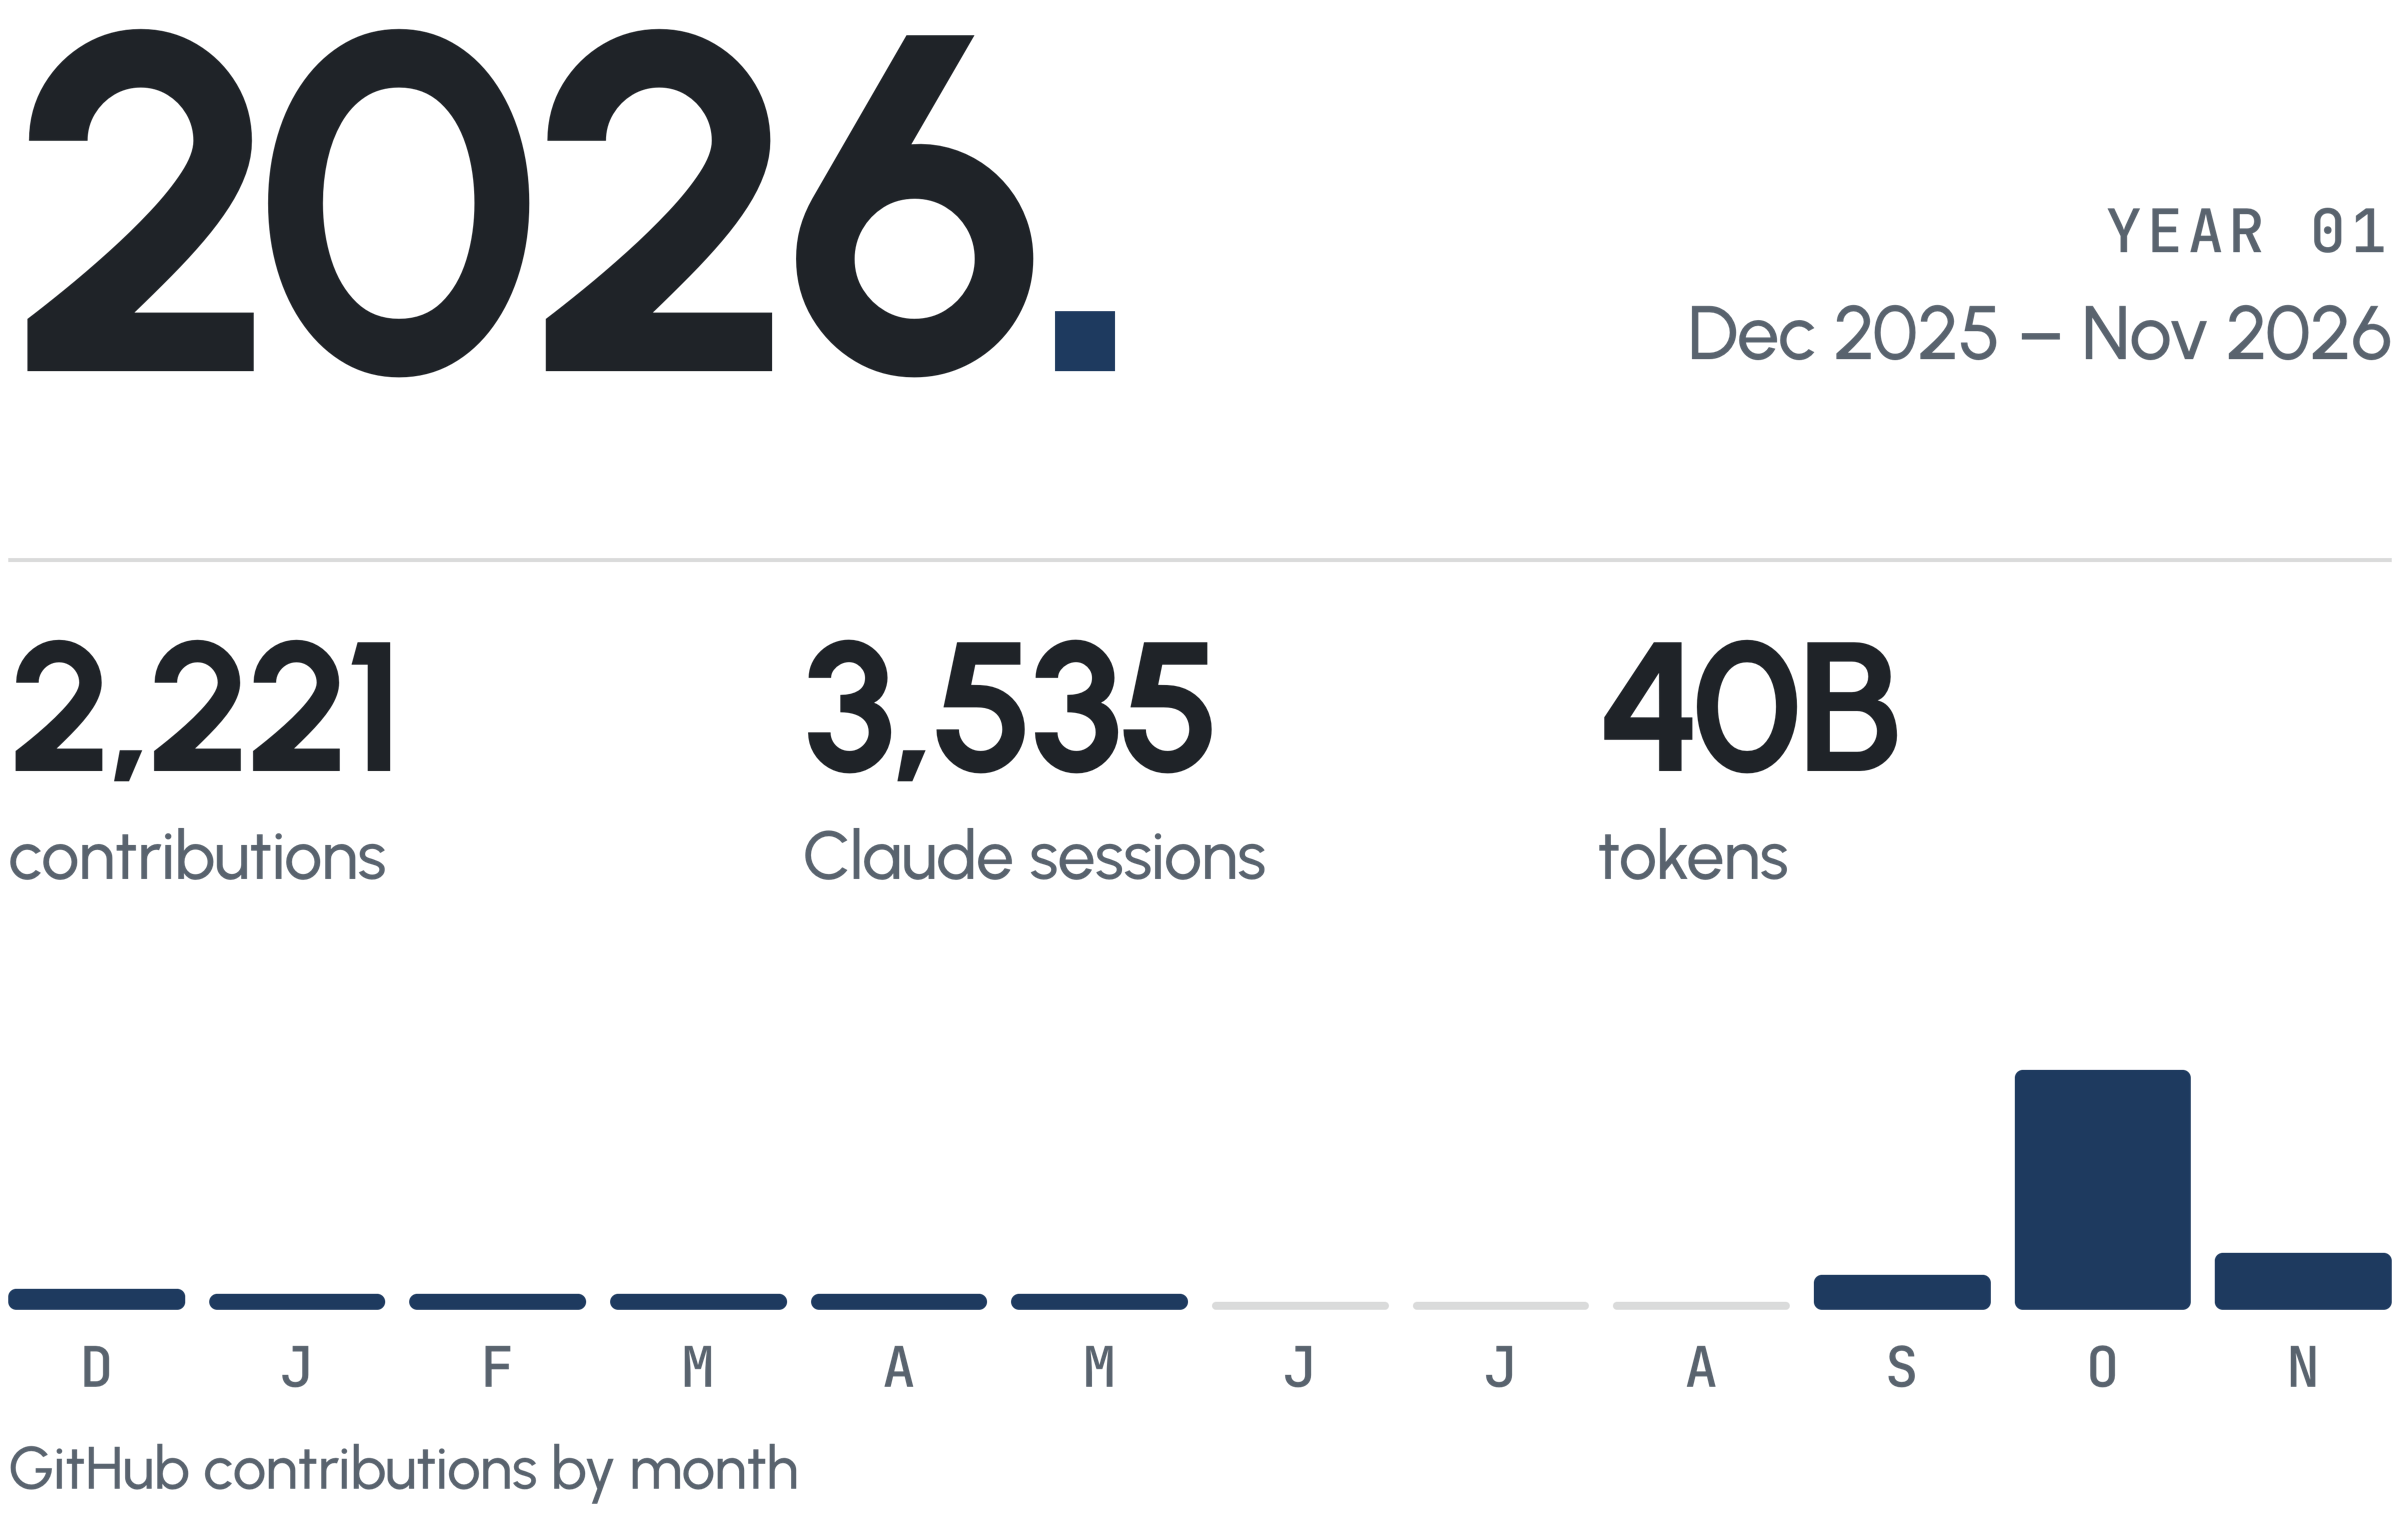 2026.
YEAR 01
Dec 2025 — Nov 2026
2,221
contributions
3,535
Claude sessions
40B
tokens
D J F M A M J J A S O N
GitHub contributions by month